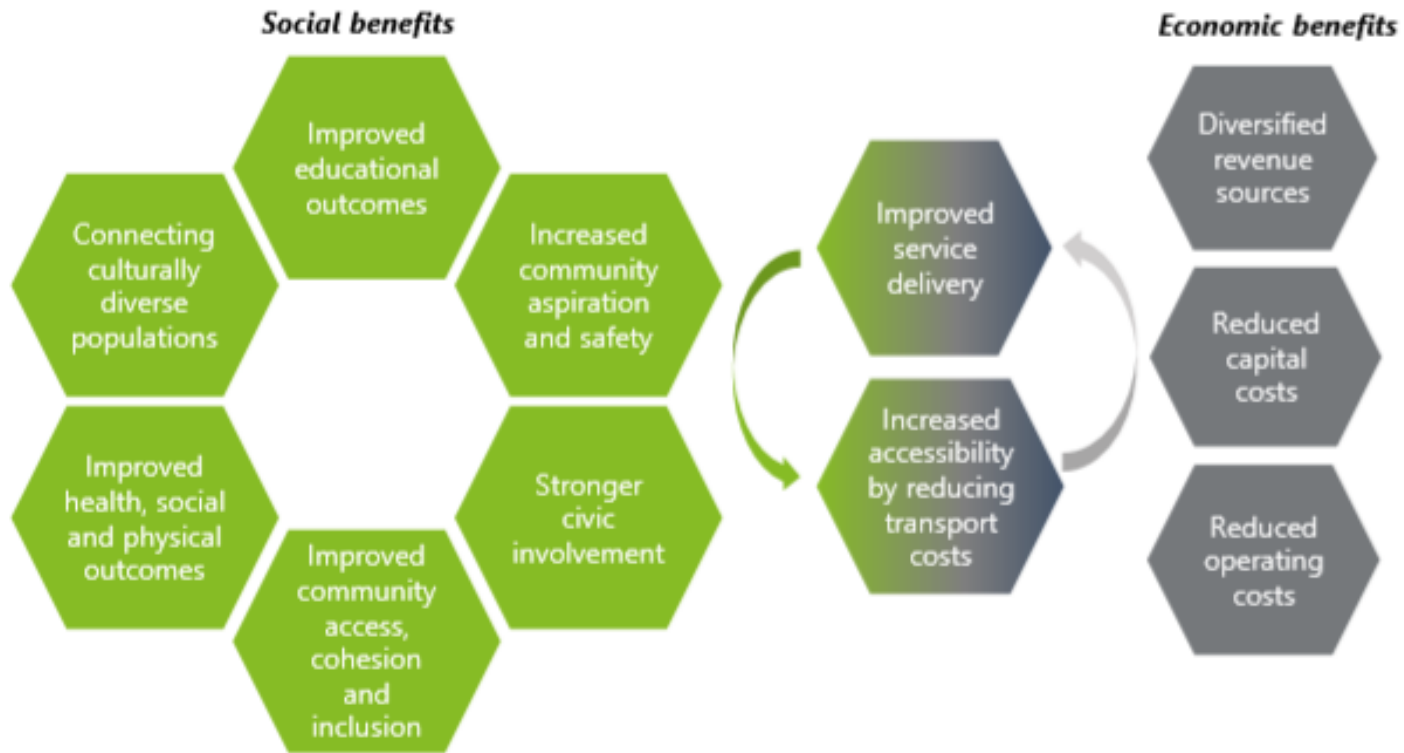 Social benefits
Economic benefits
Improved
educational
outcomes
Connecting
culturally
diverse
populations
Increased
community
aspiration
and safety
Improved
health, social
and physical
outcomes
Stronger
civic
involvement
Improved
community
access,
cohesion
and
inclusion
Improved
service
delivery
Increased
accessibility
by reducing
transport
costs
Diversified
revenue
sources
Reduced
capital
costs
Reduced
operating
costs